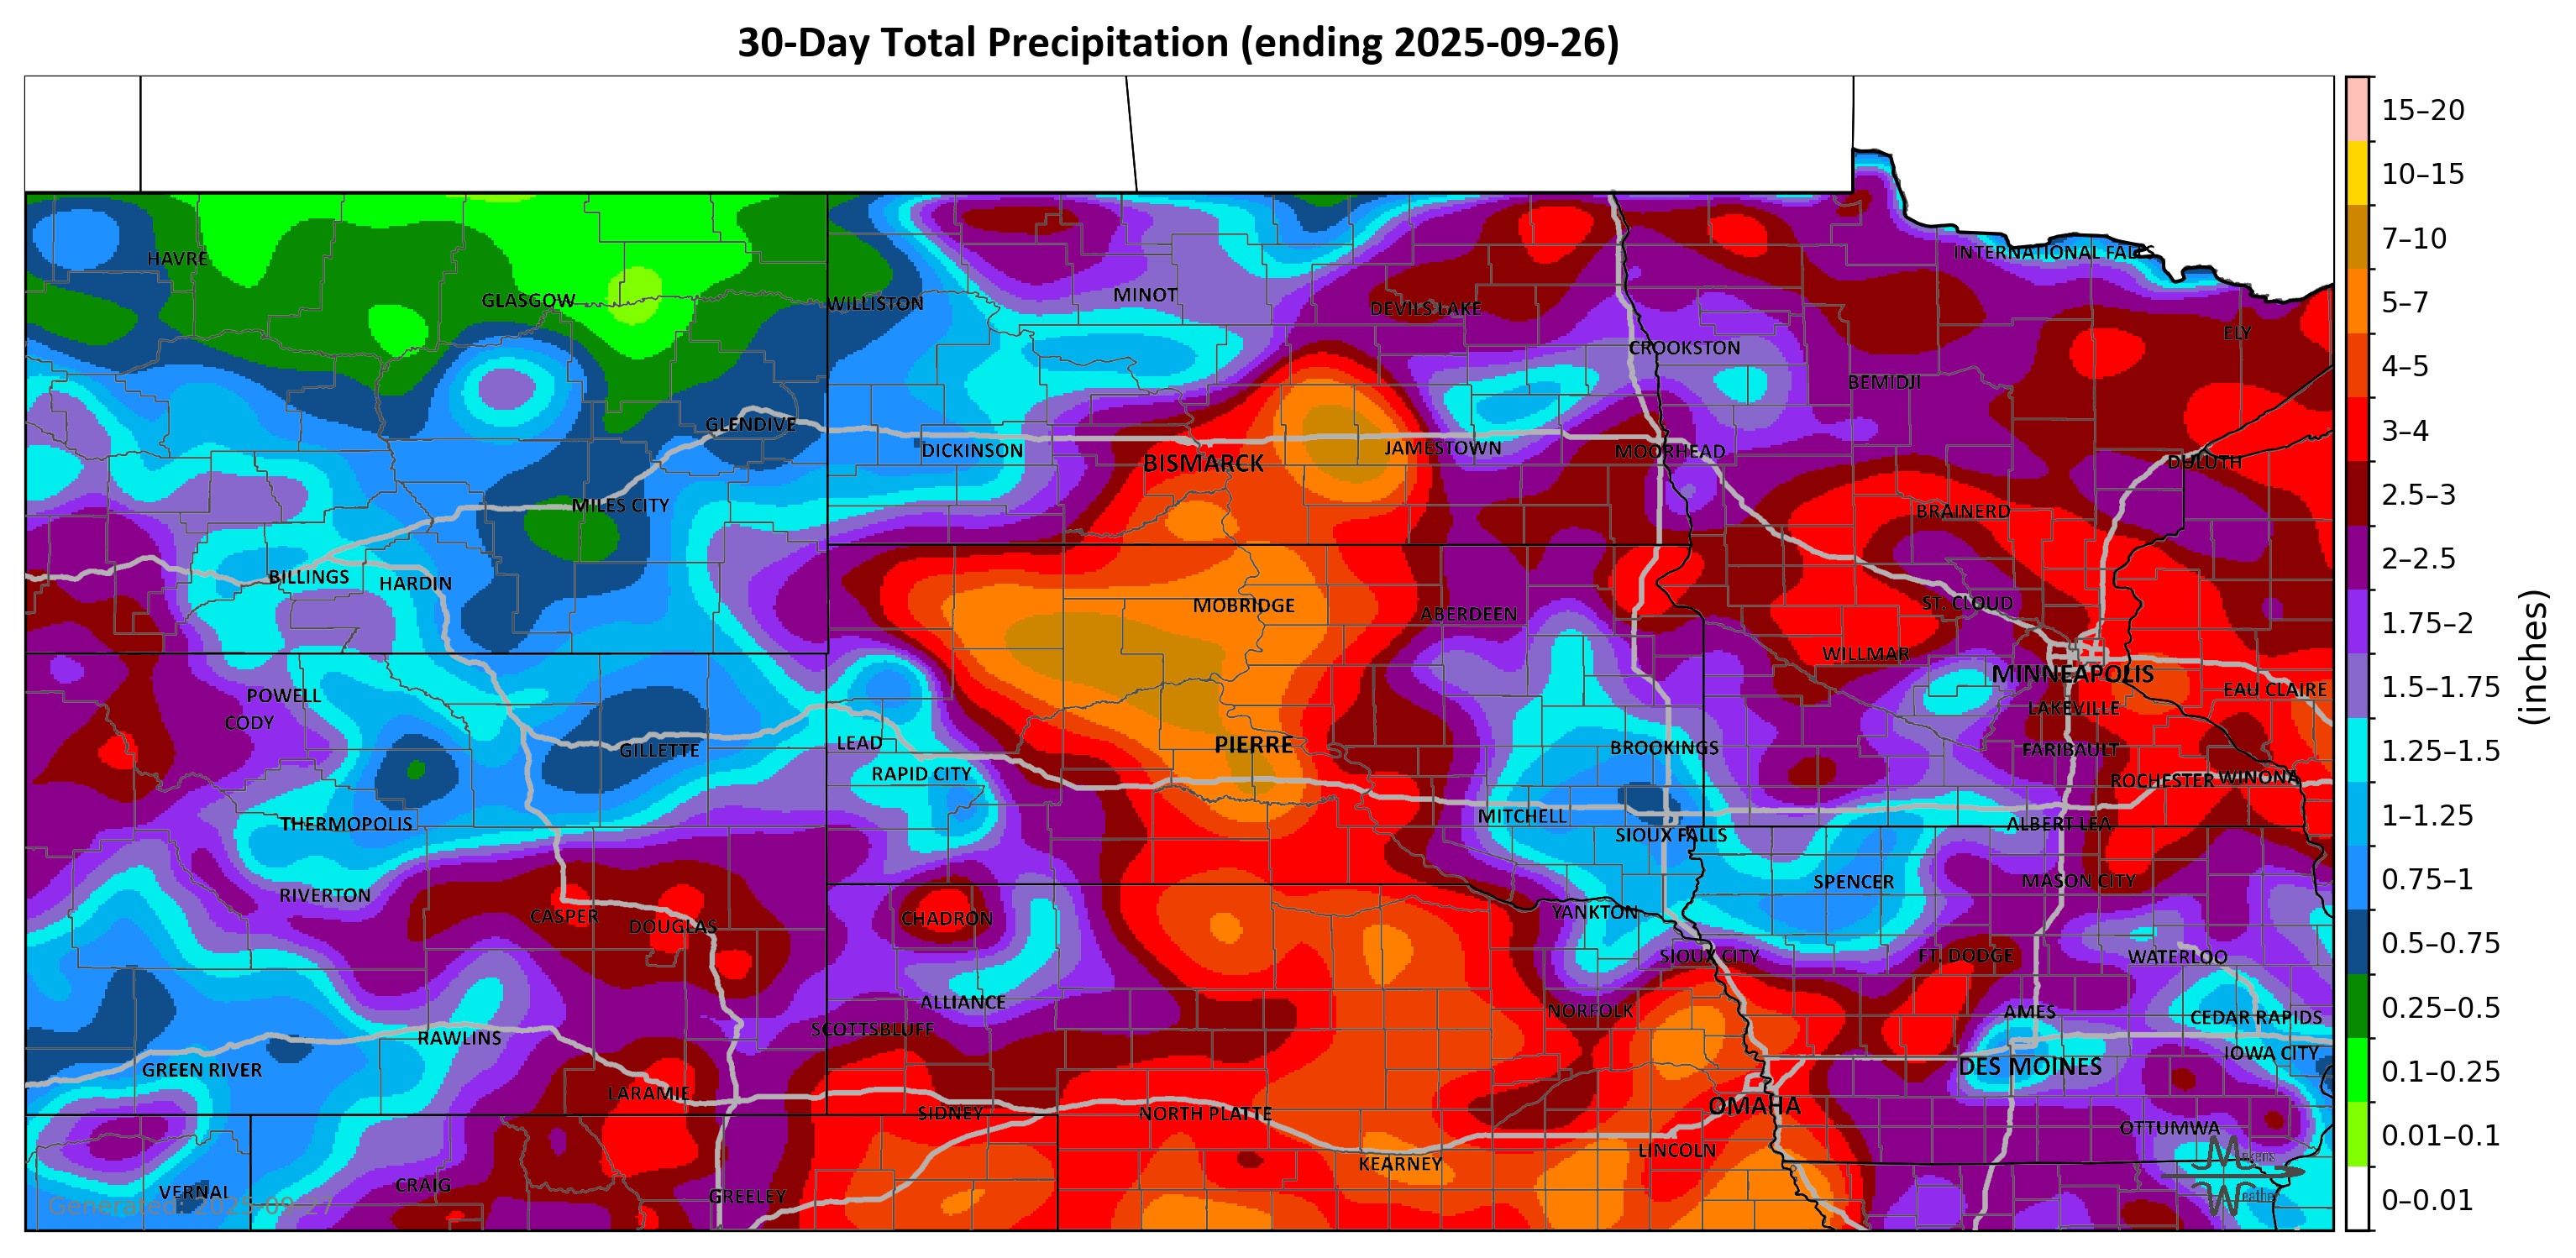 30-Day Total Precipitation (ending 2025-09-26)
15–20
10–15
7–10
5–7
4–5
3–4
2.5–3
2–2.5
1.75–2
1.5–1.75
1.25–1.5
1–1.25
0.75–1
0.5–0.75
0.25–0.5
0.1–0.25
0.01–0.1
0–0.01
(inches)
INTERNATIONAL FALLS
HAVRE
GLASGOW
WILLISTON
MINOT
DEVILS LAKE
ELY
CROOKSTON
BEMIDJI
GLENDIVE
DICKINSON
BISMARCK
JAMESTOWN
MOORHEAD
DULUTH
MILES CITY
BRAINERD
BILLINGS
HARDIN
MOBRIDGE
ABERDEEN
ST. CLOUD
WILLMAR
MINNEAPOLIS
POWELL
EAU CLAIRE
CODY
LAKEVILLE
GILLETTE
LEAD
PIERRE
BROOKINGS
FARIBAULT
RAPID CITY
ROCHESTER
WINONA
THERMOPOLIS
MITCHELL
SIOUX FALLS
ALBERT LEA
RIVERTON
SPENCER
MASON CITY
CASPER
DOUGLAS
CHADRON
YANKTON
SIOUX CITY
FT. DODGE
WATERLOO
ALLIANCE
NORFOLK
AMES
CEDAR RAPIDS
SCOTTSBLUFF
RAWLINS
GREEN RIVER
IOWA CITY
DES MOINES
LARAMIE
SIDNEY
NORTH PLATTE
OMAHA
OTTUMWA
LINCOLN
KEARNEY
VERNAL
CRAIG
GREELEY
Generated: 2025-09-27
Weather